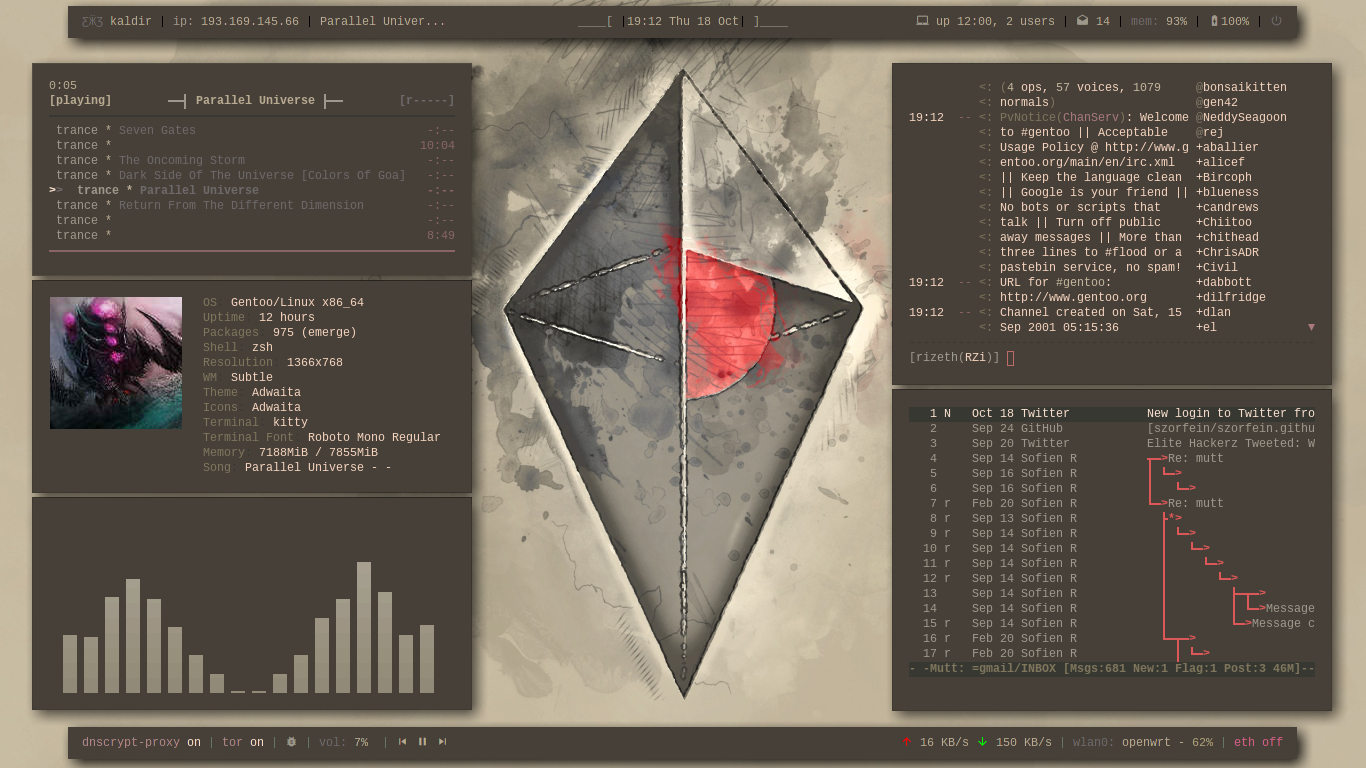 kaldir | ip: 193.169.145.66 | Parallel Univer...
____[ |19:12 Thu 18 Oct| ]____
up 12:00, 2 users | 14 | mem: 93% | 100% |
0:05
[playing] Parallel Universe [r-----]
trance * Seven Gates -:--
trance * 10:04
trance * The Oncoming Storm -:--
trance * Dark Side Of The Universe [Colors Of Goa] -:--
>> trance * Parallel Universe -:--
trance * Return From The Different Dimension -:--
trance * -:--
trance * 8:49
OS Gentoo/Linux x86_64
Uptime 12 hours
Packages 975 (emerge)
Shell zsh
Resolution 1366x768
WM Subtle
Theme Adwaita
Icons Adwaita
Terminal kitty
Terminal Font Roboto Mono Regular
Memory 7188MiB / 7855MiB
Song Parallel Universe - -
<: (4 ops, 57 voices, 1079 @bonsaikitten
<: normals) @gen42
19:12 -- <: PvNotice(ChanServ): Welcome @NeddySeagoon
<: to #gentoo || Acceptable @rej
<: Usage Policy @ http://www.g +aballier
<: entoo.org/main/en/irc.xml +alicef
<: || Keep the language clean +Bircoph
<: || Google is your friend || +blueness
<: No bots or scripts that +candrews
<: talk || Turn off public +Chiitoo
<: away messages || More than +chithead
<: three lines to #flood or a +ChrisADR
<: pastebin service, no spam! +Civil
19:12 -- <: URL for #gentoo: +dabbott
<: http://www.gentoo.org +dilfridge
19:12 -- <: Channel created on Sat, 15 +dlan
<: Sep 2001 05:15:36 +el ▼
[rizeth(RZi)]
1 N Oct 18 Twitter New login to Twitter fro
2 Sep 24 GitHub [szorfein/szorfein.githu
3 Sep 20 Twitter Elite Hackerz Tweeted: W
4 Sep 14 Sofien R >Re: mutt
5 Sep 16 Sofien R >
6 Sep 16 Sofien R >
7 r Feb 20 Sofien R >Re: mutt
8 r Sep 13 Sofien R *>
9 r Sep 14 Sofien R >
10 r Sep 14 Sofien R >
11 r Sep 14 Sofien R >
12 r Sep 14 Sofien R >
13 Sep 14 Sofien R >
14 Sep 14 Sofien R >Message
15 r Sep 14 Sofien R >Message c
16 r Feb 20 Sofien R >
17 r Feb 20 Sofien R >
- -Mutt: =gmail/INBOX [Msgs:681 New:1 Flag:1 Post:3 46M]--
dnscrypt-proxy on | tor on | | vol: 7% |
16 KB/s 150 KB/s | wlan0: openwrt - 62% | eth off